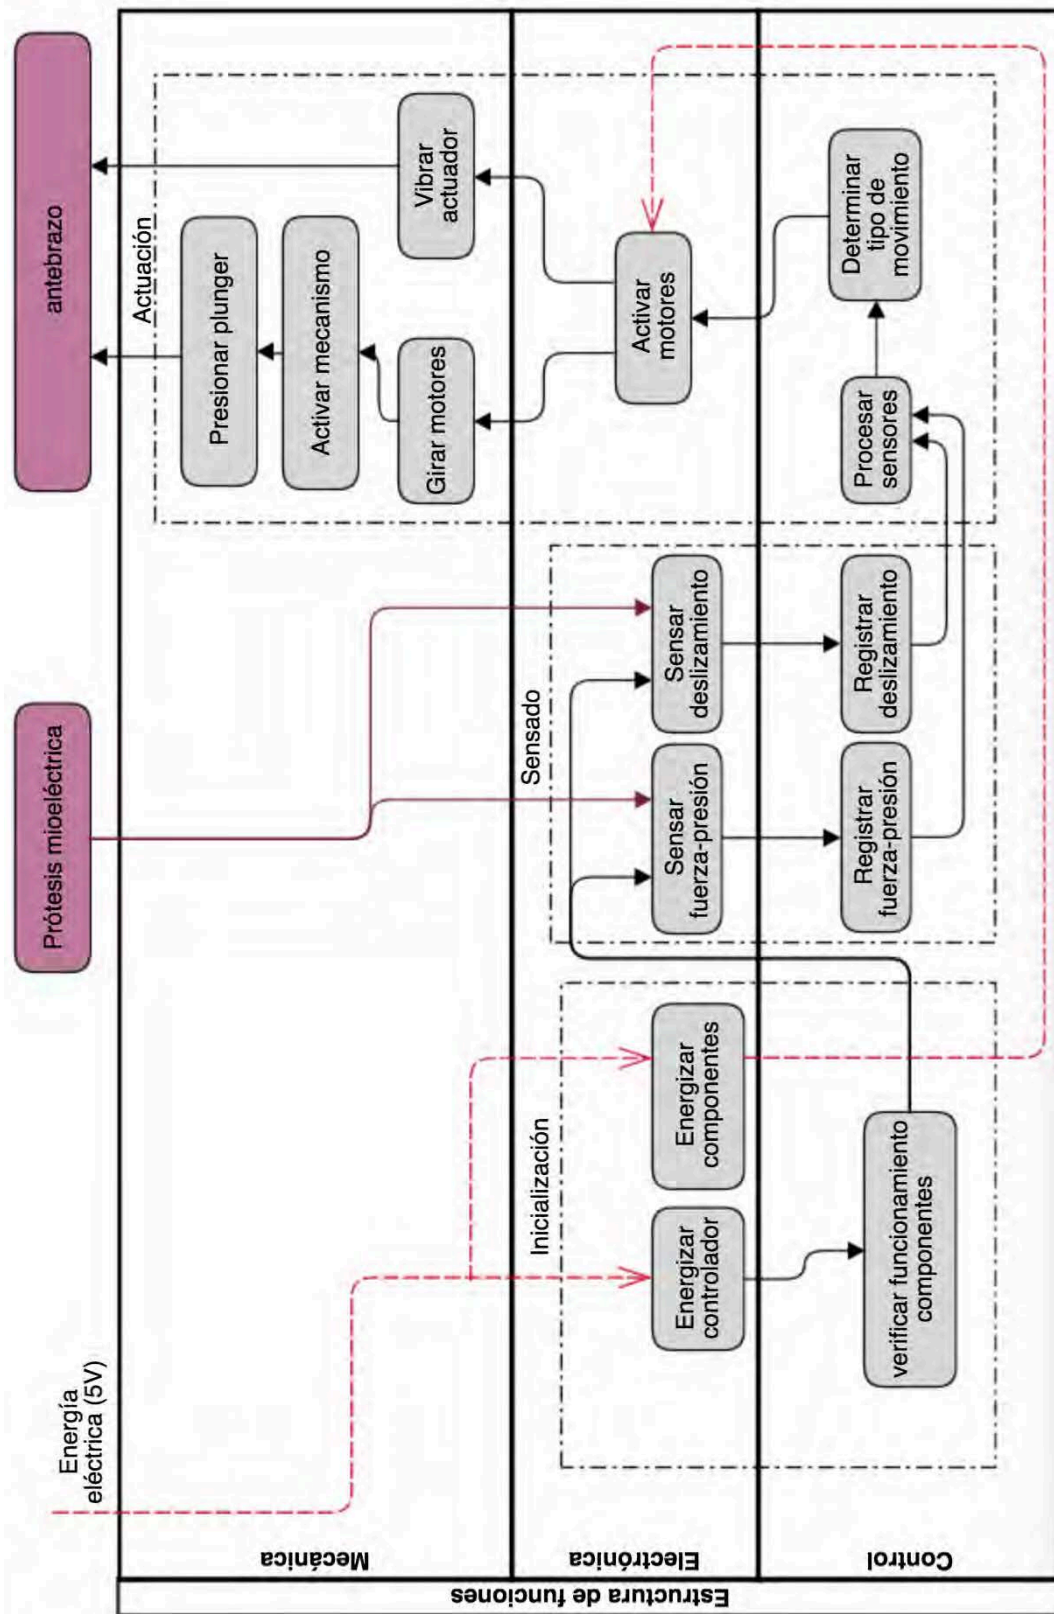 Energía
eléctrica (5V)
Prótesis mioeléctrica
antebrazo
Estructura de funciones
Mecánica
Electrónica
Control
Inicialización
Energizar
controlador
Energizar
componentes
verificar funcionamiento
componentes
Sensado
Sensar
fuerza-presión
Sensar
deslizamiento
Registrar
fuerza-presión
Registrar
deslizamiento
Actuación
Presionar plunger
Activar mecanismo
Girar motores
Vibrar
actuador
Activar
motores
Procesar
sensores
Determinar
tipo de
movimiento